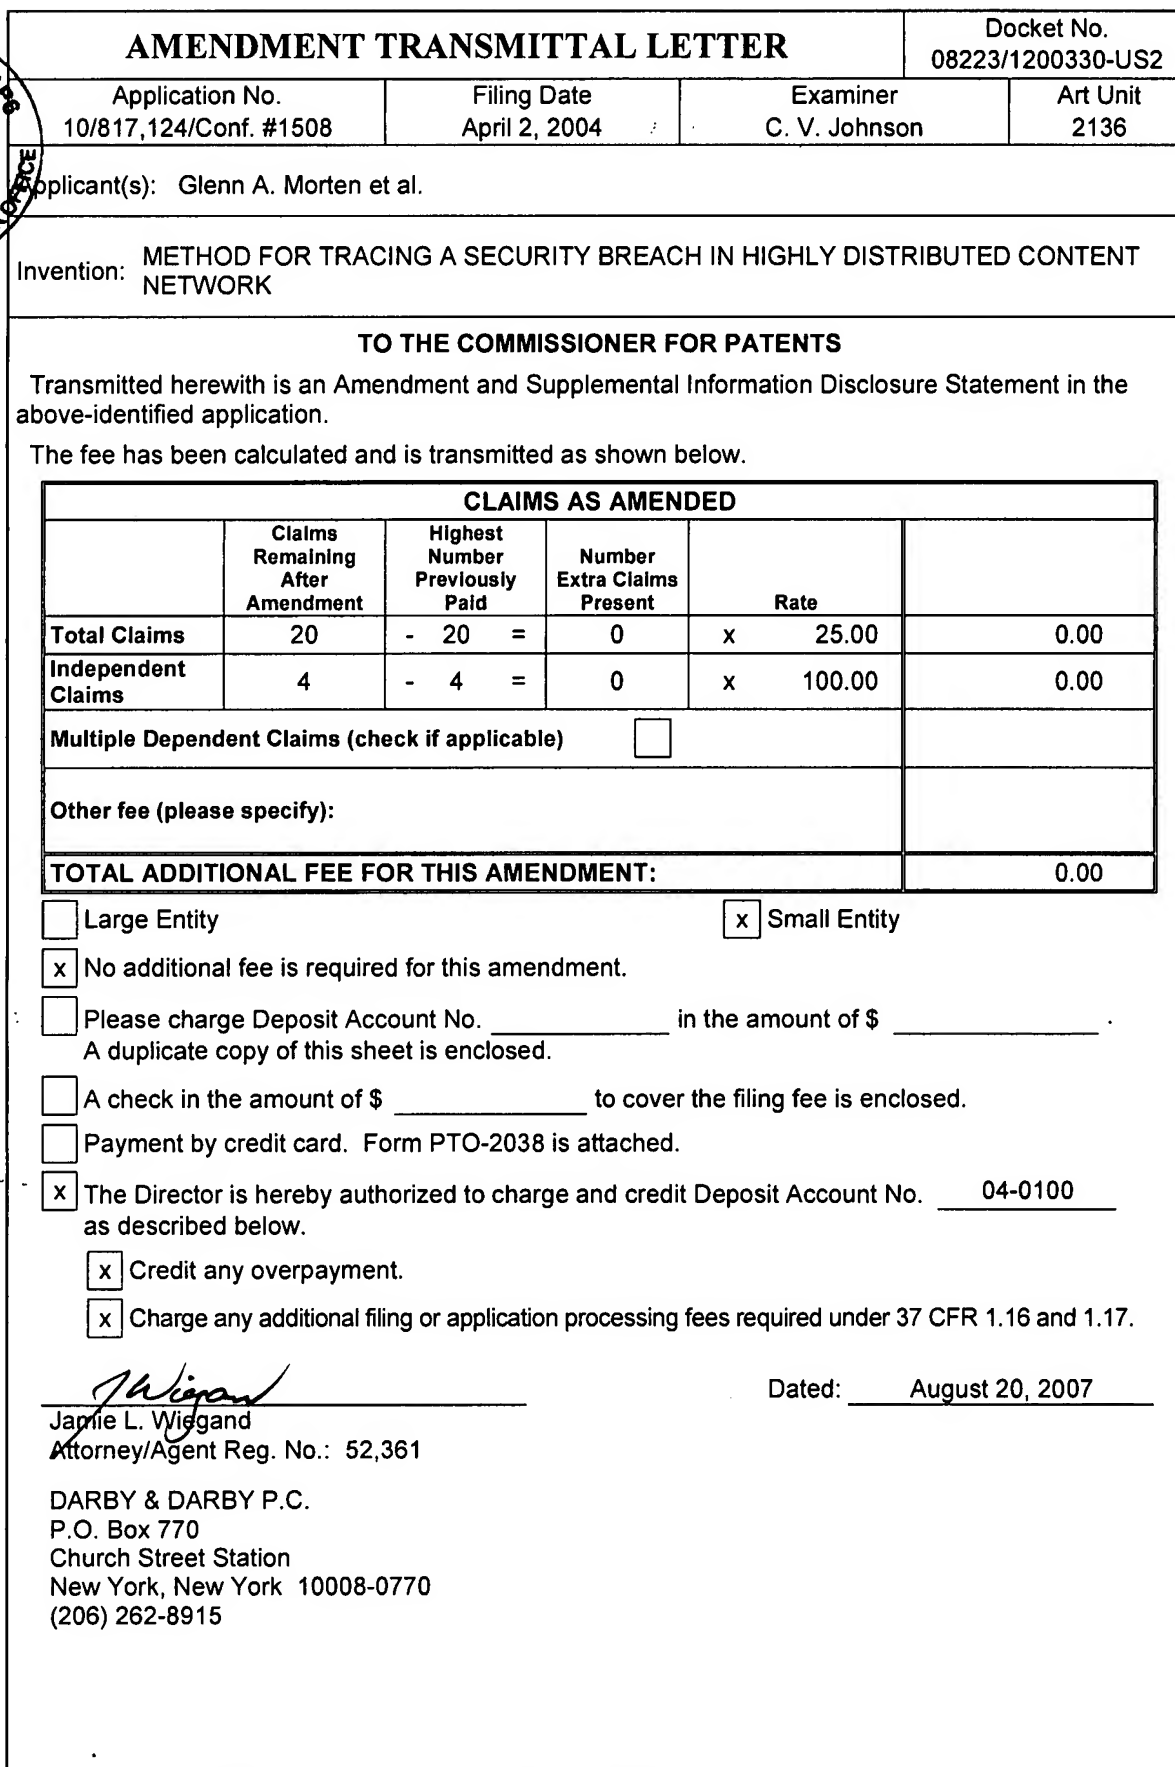 AMENDMENT TRANSMITTAL LETTER
Docket No.
08223/1200330-US2
Application No.
10/817,124/Conf. #1508
Filing Date
April 2, 2004
Examiner
C. V. Johnson
Art Unit
2136
OFFICE
Applicant(s): Glenn A. Morten et al.
Invention: METHOD FOR TRACING A SECURITY BREACH IN HIGHLY DISTRIBUTED CONTENT
NETWORK
TO THE COMMISSIONER FOR PATENTS
Transmitted herewith is an Amendment and Supplemental Information Disclosure Statement in the
above-identified application.
The fee has been calculated and is transmitted as shown below.
CLAIMS AS AMENDED
Claims
Remaining
After
Amendment
Highest
Number
Previously
Paid
Number
Extra Claims
Present
Rate
Total Claims 20 - 20 = 0 x 25.00 0.00
Independent
Claims 4 - 4 = 0 x 100.00 0.00
Multiple Dependent Claims (check if applicable)
Other fee (please specify):
TOTAL ADDITIONAL FEE FOR THIS AMENDMENT: 0.00
Large Entity x Small Entity
x No additional fee is required for this amendment.
Please charge Deposit Account No. in the amount of $ .
A duplicate copy of this sheet is enclosed.
A check in the amount of $ to cover the filing fee is enclosed.
Payment by credit card. Form PTO-2038 is attached.
x The Director is hereby authorized to charge and credit Deposit Account No. 04-0100
as described below.
x Credit any overpayment.
x Charge any additional filing or application processing fees required under 37 CFR 1.16 and 1.17.
JWiegand
Dated: August 20, 2007
Jamie L. Wiegand
Attorney/Agent Reg. No.: 52,361
DARBY & DARBY P.C.
P.O. Box 770
Church Street Station
New York, New York 10008-0770
(206) 262-8915